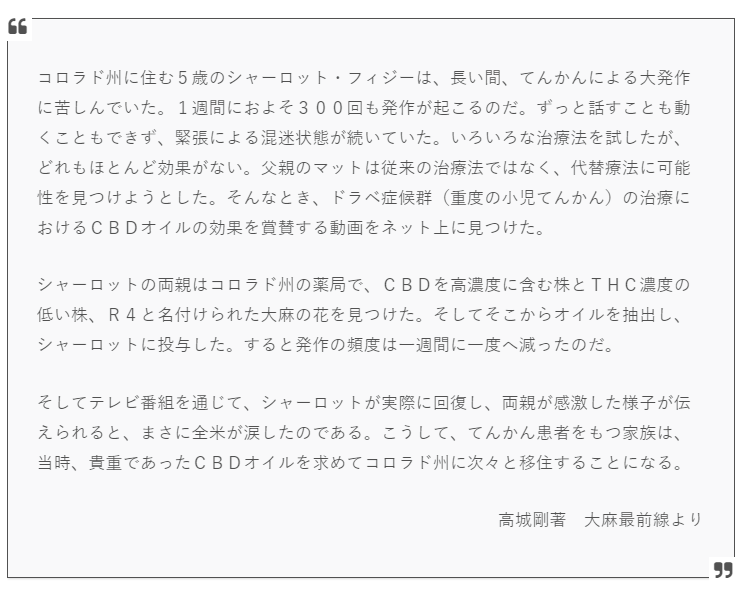 コロラド州に住む５歳のシャーロット・フィジーは、長い間、てんかんによる大発作
に苦しんでいた。１週間におよそ３００回も発作が起こるのだ。ずっと話すことも動
くこともできず、緊張による混迷状態が続いていた。いろいろな治療法を試したが、
どれもほとんど効果がない。父親のマットは従来の治療法ではなく、代替療法に可能
性を見つけようとした。そんなとき、ドラベ症候群（重度の小児てんかん）の治療に
おけるＣＢＤオイルの効果を賞賛する動画をネット上に見つけた。
シャーロットの両親はコロラド州の薬局で、ＣＢＤを高濃度に含む株とＴＨＣ濃度の
低い株、Ｒ４と名付けられた大麻の花を見つけた。そしてそこからオイルを抽出し、
シャーロットに投与した。すると発作の頻度は一週間に一度へ減ったのだ。
そしてテレビ番組を通じて、シャーロットが実際に回復し、両親が感激した様子が伝
えられると、まさに全米が涙したのである。こうして、てんかん患者をもつ家族は、
当時、貴重であったＣＢＤオイルを求めてコロラド州に次々と移住することになる。
高城剛著　大麻最前線より